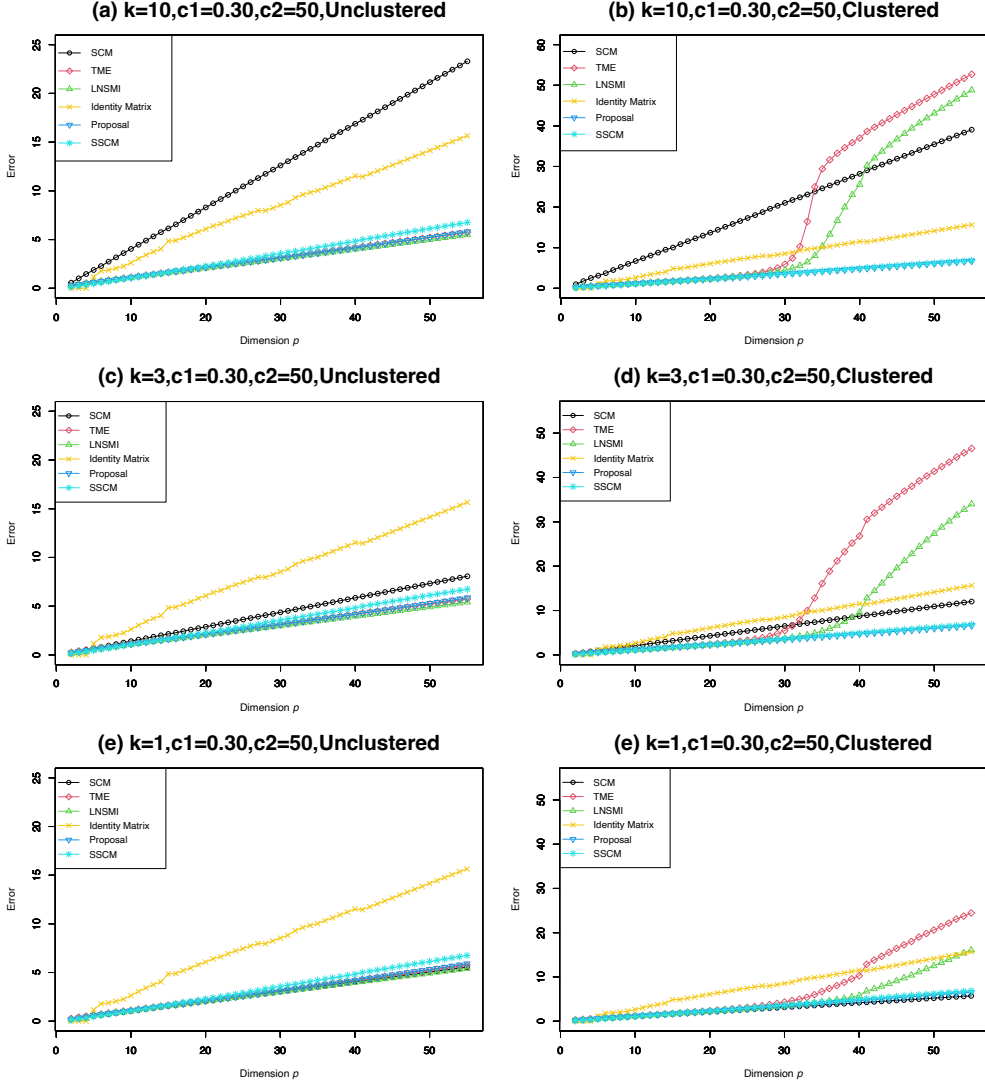 (a) k=10,c1=0.30,c2=50,Unclustered
25
20
15
10
5
0
Error
SCM
TME
LNSMI
Identity Matrix
Proposal
SSCM
0 10 20 30 40 50
Dimension p
(b) k=10,c1=0.30,c2=50,Clustered
60
50
40
30
20
10
0
Error
SCM
TME
LNSMI
Identity Matrix
Proposal
SSCM
0 10 20 30 40 50
Dimension p
(c) k=3,c1=0.30,c2=50,Unclustered
25
20
15
10
5
0
Error
SCM
TME
LNSMI
Identity Matrix
Proposal
SSCM
0 10 20 30 40 50
Dimension p
(d) k=3,c1=0.30,c2=50,Clustered
50
40
30
20
10
0
Error
SCM
TME
LNSMI
Identity Matrix
Proposal
SSCM
0 10 20 30 40 50
Dimension p
(e) k=1,c1=0.30,c2=50,Unclustered
25
20
15
10
5
0
Error
SCM
TME
LNSMI
Identity Matrix
Proposal
SSCM
0 10 20 30 40 50
Dimension p
(e) k=1,c1=0.30,c2=50,Clustered
50
40
30
20
10
0
Error
SCM
TME
LNSMI
Identity Matrix
Proposal
SSCM
0 10 20 30 40 50
Dimension p